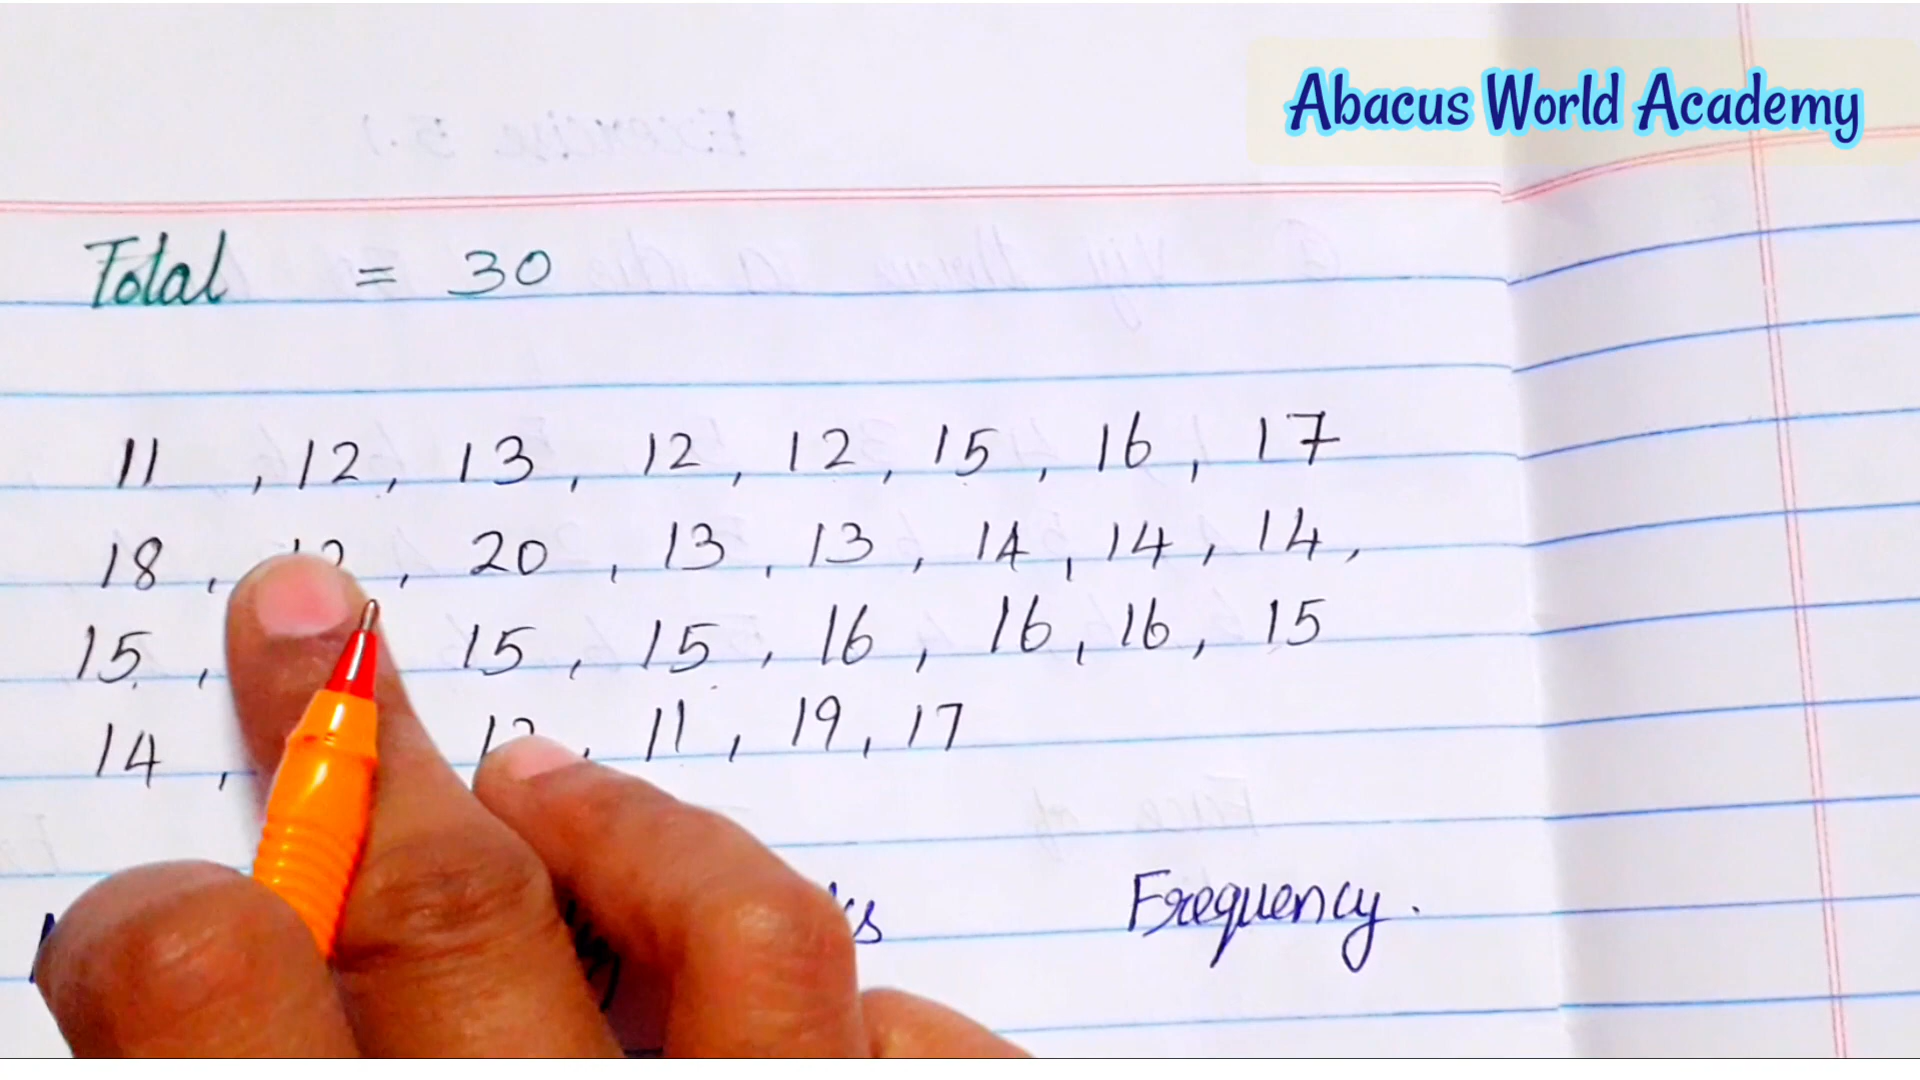 Abacus World Academy
Total = 30
11 , 12, 13, 12, 12, 15, 16, 17
18 , , 20 , 13, 13, 14, 14, 14,
15, 15, 15, 16, 16, 16, 15
14, , 11, 19, 17
Frequency.